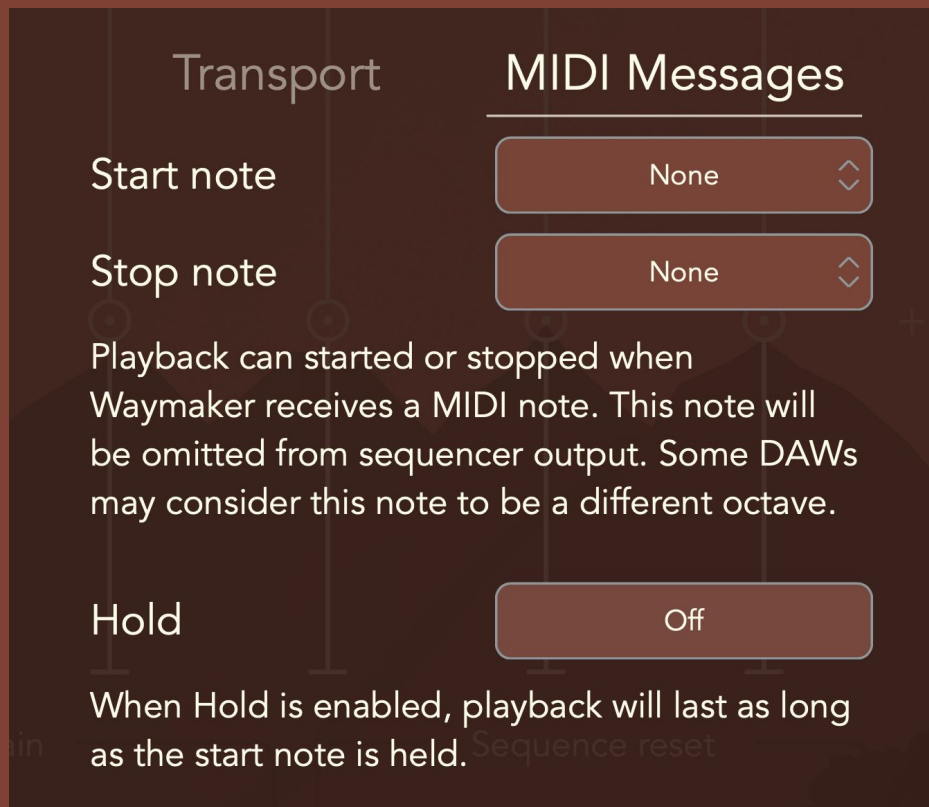 Transport MIDI Messages
Start note None
Stop note None
Playback can started or stopped when
Waymaker receives a MIDI note. This note will
be omitted from sequencer output. Some DAWs
may consider this note to be a different octave.
Hold Off
When Hold is enabled, playback will last as long
as the start note is held.
Sequence reset